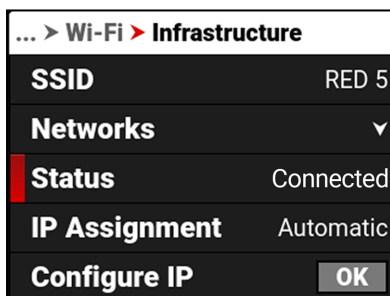 ... > Wi-Fi > Infrastructure
SSID RED 5
Networks
Status Connected
IP Assignment Automatic
Configure IP OK